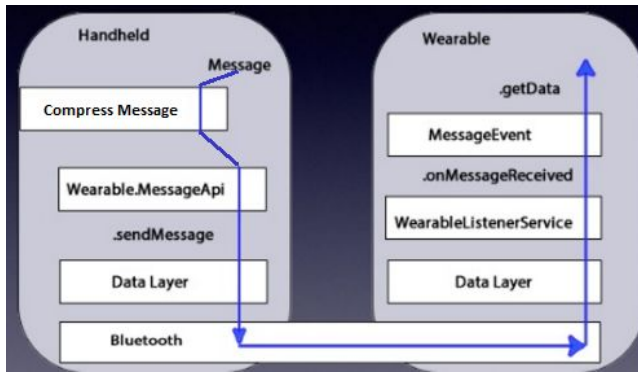 Handheld
Message
Compress Message
Wearable.MessageApi
.sendMessage
Data Layer
Bluetooth
Wearable
.getData
MessageEvent
.onMessageReceived
WearableListenerService
Data Layer